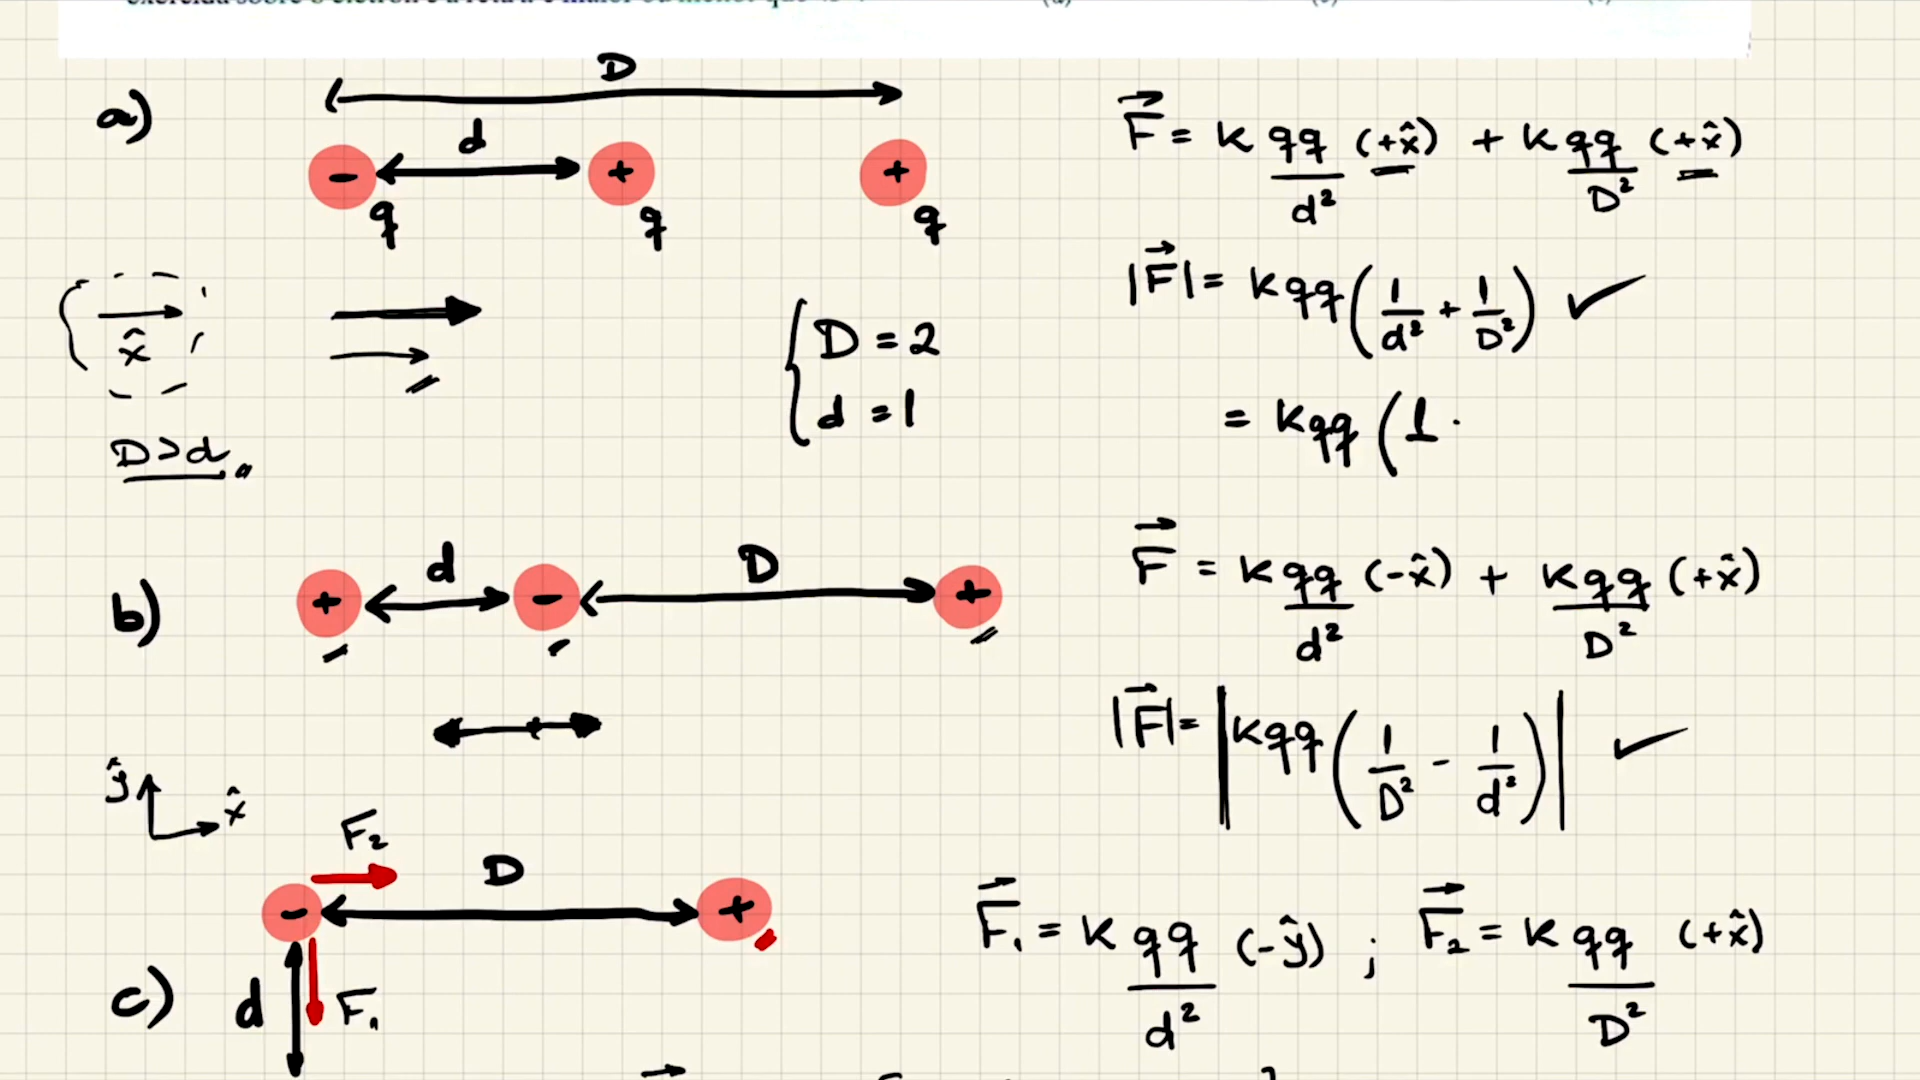 a)
D
d
- + +
q q q
x̂
D>d
{ D = 2
d = 1
F⃗ = k qq/d² (+x̂) + k qq/D² (+x̂)
|F⃗| = kqq(1/d² + 1/D²) ✓
= kqq (1 ·
b)
d D
+ - +
F⃗ = k qq/d² (-x̂) + kqq/D² (+x̂)
|F⃗| = |kqq(1/D² - 1/d²)| ✓
ŷ
x̂
F₂
D
- +
c)
d
F₁
F⃗₁ = k qq/d² (-ŷ) ; F⃗₂ = k qq/D² (+x̂)